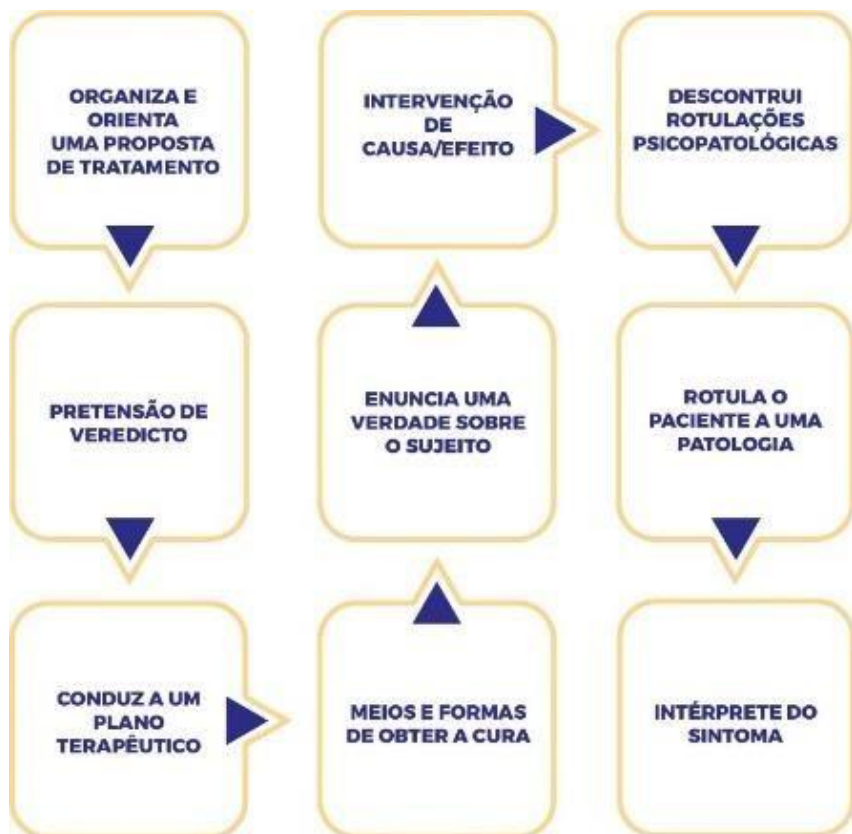 ORGANIZA E
ORIENTA
UMA PROPOSTA
DE TRATAMENTO
PRETENSÃO DE
VEREDICTO
CONDUZ A UM
PLANO
TERAPÊUTICO
MEIOS E FORMAS
DE OBTER A CURA
ENUNCIA UMA
VERDADE SOBRE
O SUJEITO
INTERVENÇÃO
DE
CAUSA/EFEITO
DESCONTRUI
ROTULAÇÕES
PSICOPATOLÓGICAS
ROTULA O
PACIENTE A UMA
PATOLOGIA
INTÉRPRETE DO
SINTOMA